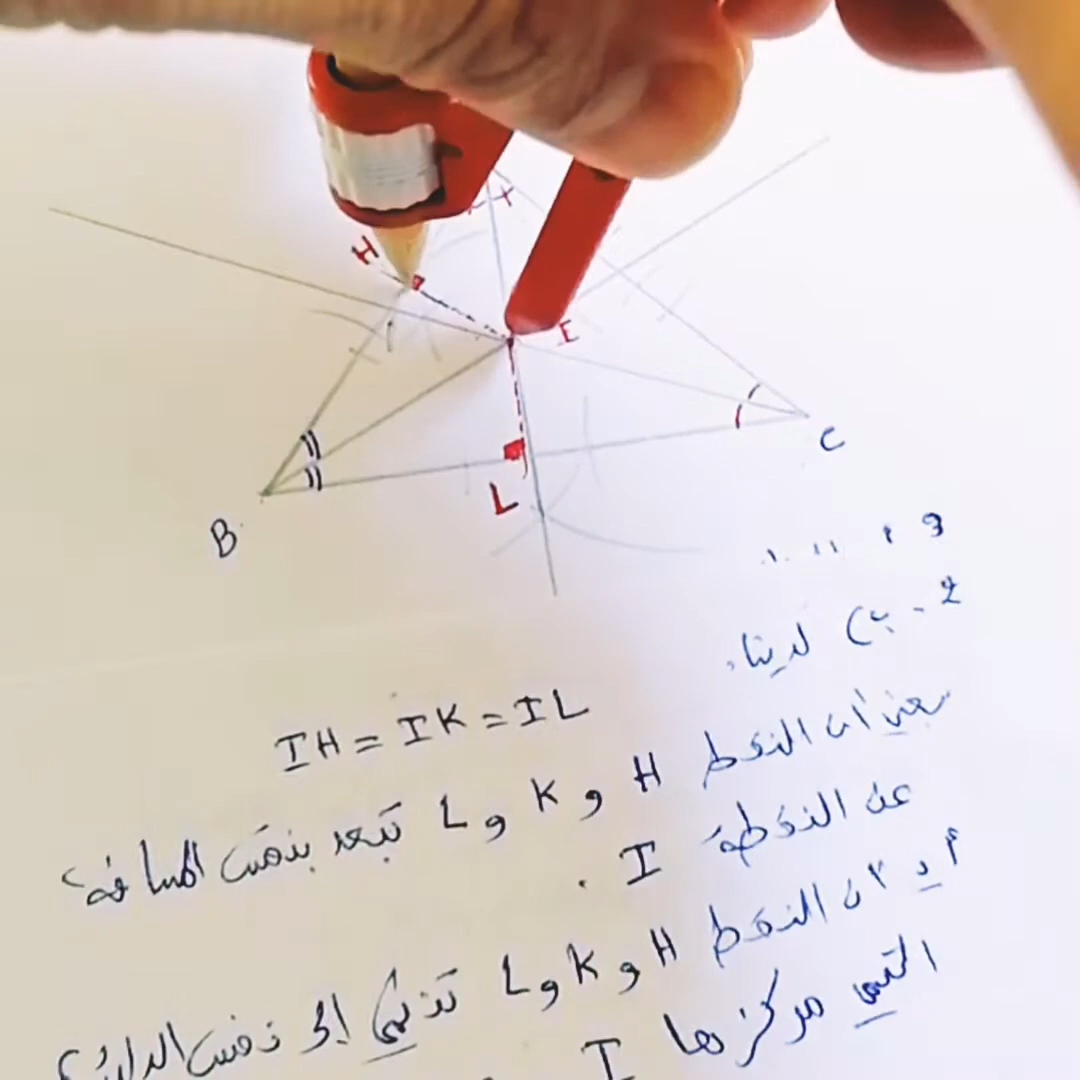 H
I
L
B
C
2 - ب) لدينا:
IH = IK = IL
يعني أن النقط H و K و L تبعد بنفس المسافة
عن النقطة I .
أي أن النقط H و K و L تنتمي إلى نفس الدائرة
التي مركزها I